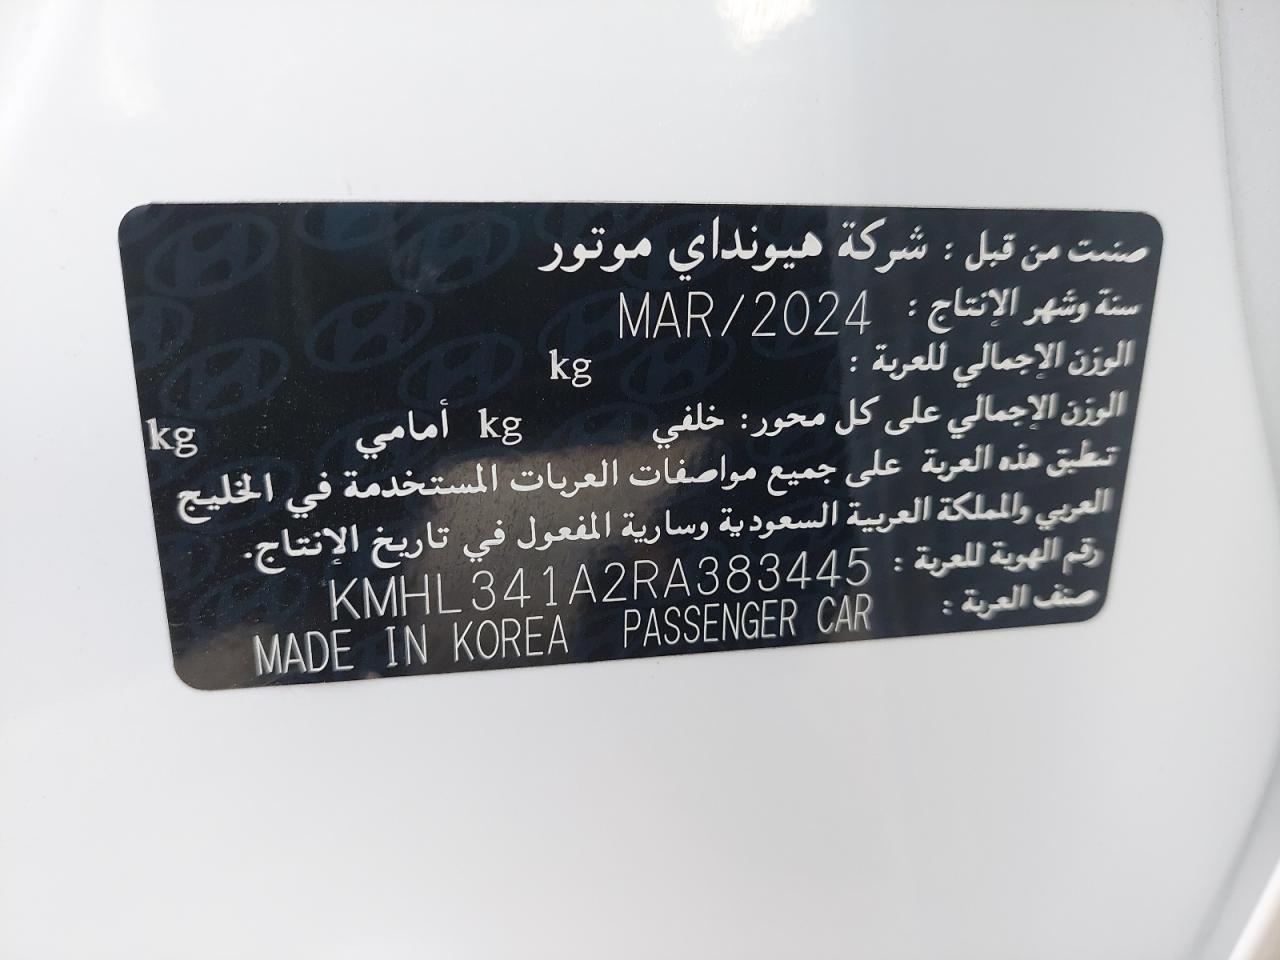 صنعت من قبل : شركة هيونداي موتور
سنة وشهر الإنتاج : MAR/2024
الوزن الإجمالي للعربة : kg
الوزن الإجمالي على كل محور: خلفي kg أمامي kg
تنطبق هذه العربة على جميع مواصفات العربات المستخدمة في الخليج
العربي والمملكة العربية السعودية وسارية المفعول في تاريخ الإنتاج.
رقم الهوية للعربة : KMHL341A2RA383445
صنف العربة : PASSENGER CAR MADE IN KOREA